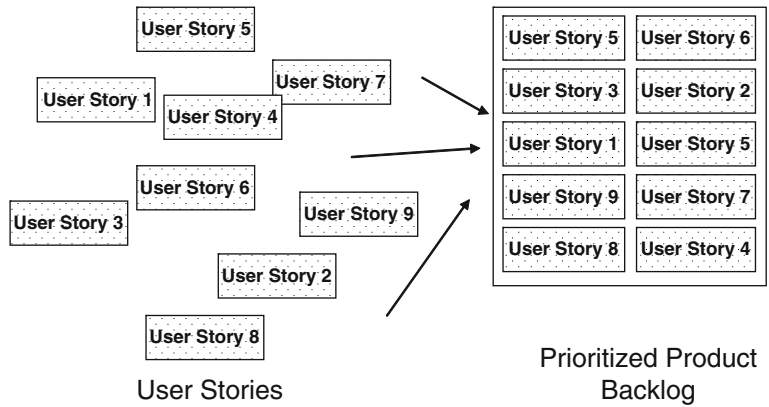 User Story 5
User Story 7
User Story 1
User Story 4
User Story 6
User Story 3
User Story 9
User Story 2
User Story 8
User Stories
User Story 5
User Story 6
User Story 3
User Story 2
User Story 1
User Story 5
User Story 9
User Story 7
User Story 8
User Story 4
Prioritized Product
Backlog